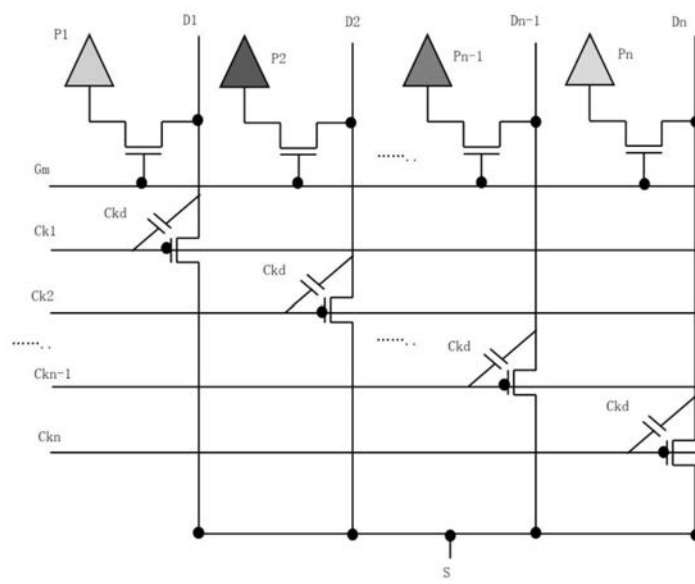 D1 D2 Dn-1 Dn
P1 P2 Pn-1 Pn
........
Gm
Ckd
Ck1
Ckd
Ck2
........ ........
Ckd
Ckn-1
Ckd
Ckn
S